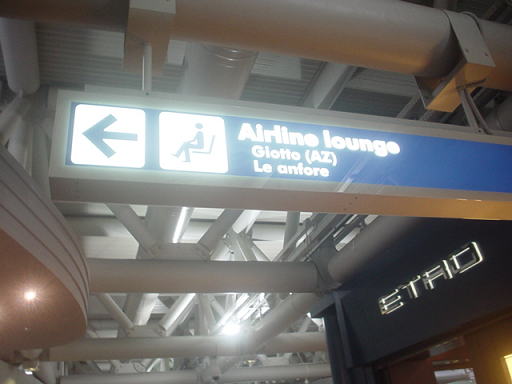 Airline lounge
Giotto (AZ)
Le anfore
ETRO